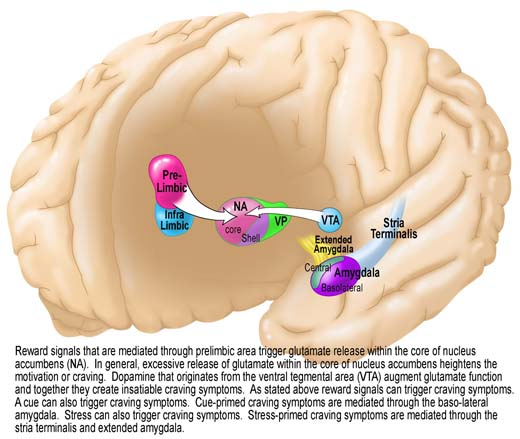 Pre-
Limbic
Infra
Limbic
NA
core
Shell
VP
VTA
Stria
Terminalis
Extended
Amygdala
Central
Amygdala
Basolateral
Reward signals that are mediated through prelimbic area trigger glutamate release within the core of nucleus
accumbens (NA).  In general, excessive release of glutamate within the core of nucleus accumbens heightens the
motivation or craving.  Dopamine that originates from the ventral tegmental area (VTA) augment glutamate function
and together they create insatiable craving symptoms.  As stated above reward signals can trigger craving symptoms.
A cue can also trigger craving symptoms.  Cue-primed craving symptoms are mediated through the baso-lateral
amygdala.  Stress can also trigger craving symptoms.  Stress-primed craving symptoms are mediated through the
stria terminalis and extended amygdala.